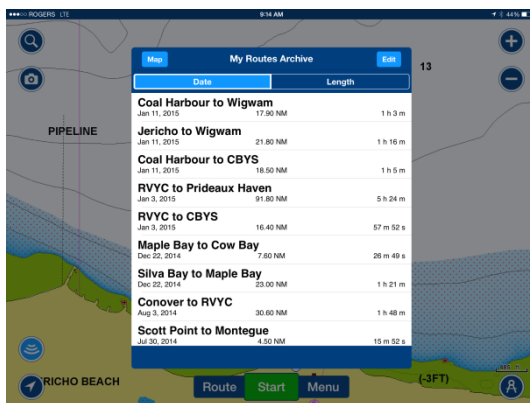 ROGERS LTE 9:14 AM 44%
Map My Routes Archive Edit
Date Length
13
Coal Harbour to Wigwam
Jan 11, 2015 17.90 NM 1 h 3 m
PIPELINE
Jericho to Wigwam
Jan 11, 2015 21.80 NM 1 h 16 m
Coal Harbour to CBYS
Jan 11, 2015 18.50 NM 1 h 5 m
RVYC to Prideaux Haven
Jan 3, 2015 91.80 NM 5 h 24 m
RVYC to CBYS
Jan 3, 2015 16.40 NM 57 m 52 s
Maple Bay to Cow Bay
Dec 22, 2014 7.60 NM 26 m 49 s
Silva Bay to Maple Bay
Dec 22, 2014 23.00 NM 1 h 21 m
Conover to RVYC
Aug 3, 2014 30.60 NM 1 h 48 m
Scott Point to Montegue
Jul 30, 2014 4.50 NM 15 m 52 s
RICHO BEACH
Route Start Menu
(-3FT)